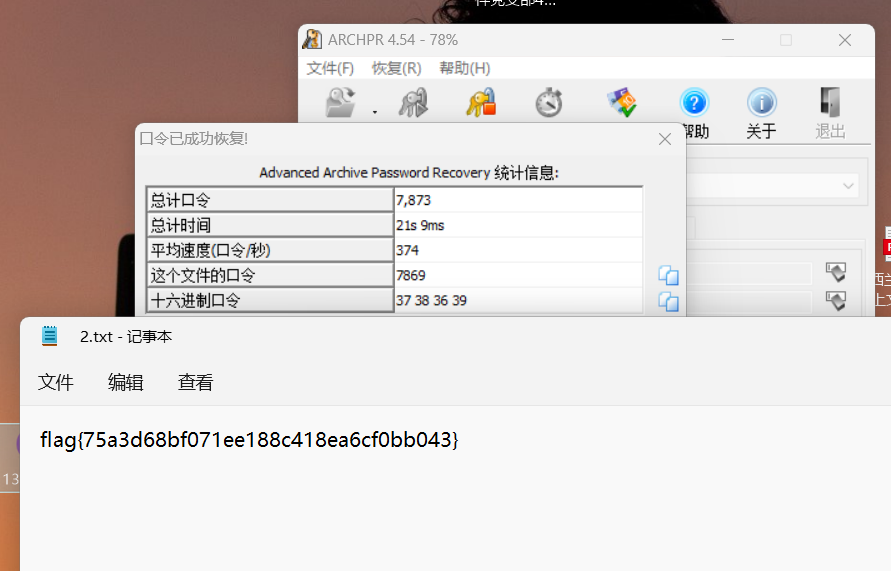 ARCHPR 4.54 - 78%
文件(F) 恢复(R) 帮助(H)
帮助 关于 退出
口令已成功恢复!
Advanced Archive Password Recovery 统计信息:
总计口令 7,873
总计时间 21s 9ms
平均速度(口令/秒) 374
这个文件的口令 7869
十六进制口令 37 38 36 39
2.txt - 记事本
文件 编辑 查看
flag{75a3d68bf071ee188c418ea6cf0bb043}
13